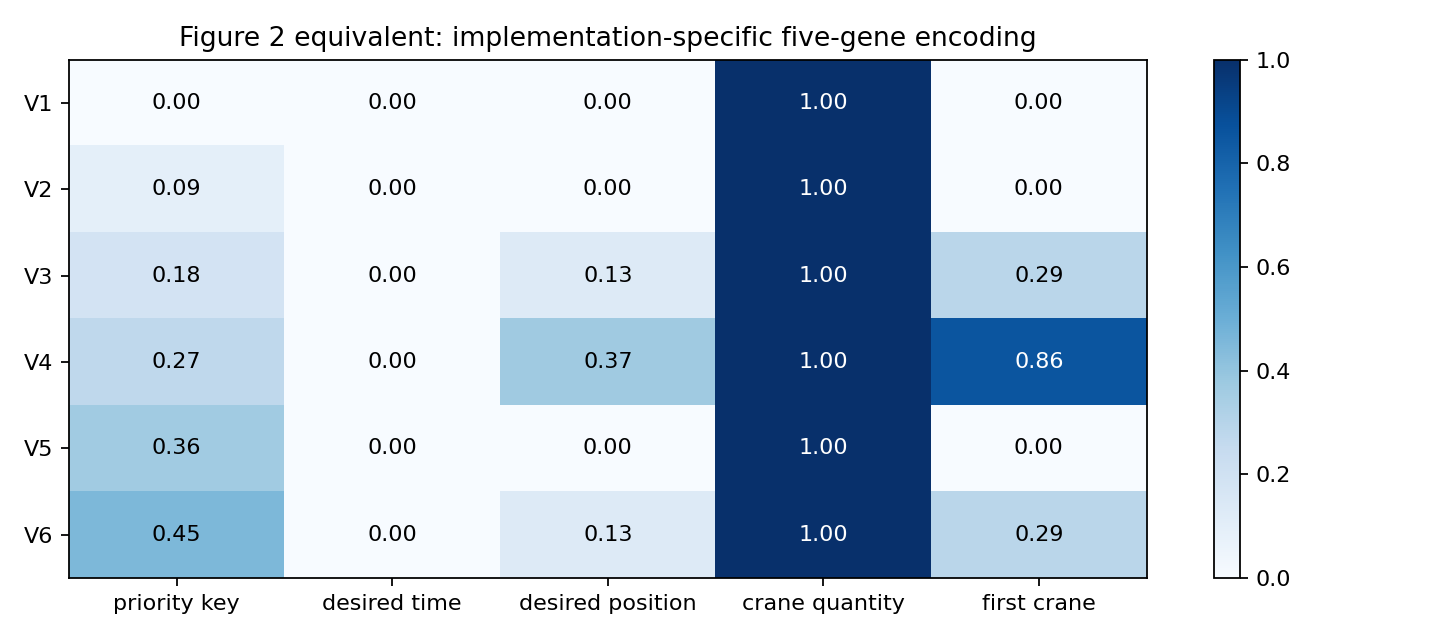 Figure 2 equivalent: implementation-specific five-gene encoding
V1 0.00 0.00 0.00 1.00 0.00
V2 0.09 0.00 0.00 1.00 0.00
V3 0.18 0.00 0.13 1.00 0.29
V4 0.27 0.00 0.37 1.00 0.86
V5 0.36 0.00 0.00 1.00 0.00
V6 0.45 0.00 0.13 1.00 0.29
priority key desired time desired position crane quantity first crane
1.0
0.8
0.6
0.4
0.2
0.0